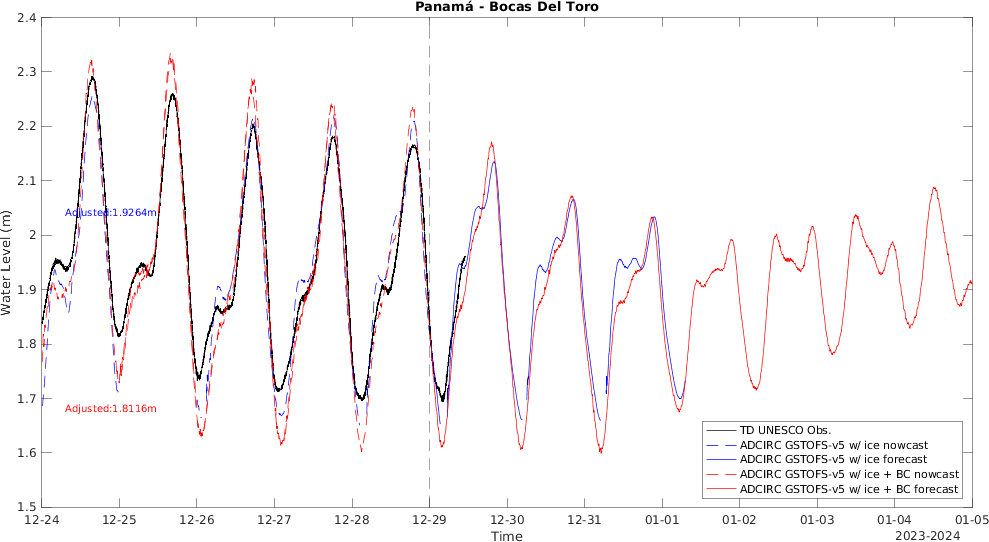 Panamá - Bocas Del Toro
2.4
2.3
2.2
2.1
2
1.9
1.8
1.7
1.6
1.5
Water Level (m)
Adjusted:1.9264m
Adjusted:1.8116m
TD UNESCO Obs.
ADCIRC GSTOFS-v5 w/ ice nowcast
ADCIRC GSTOFS-v5 w/ ice forecast
ADCIRC GSTOFS-v5 w/ ice + BC nowcast
ADCIRC GSTOFS-v5 w/ ice + BC forecast
12-24 12-25 12-26 12-27 12-28 12-29 12-30 12-31 01-01 01-02 01-03 01-04 01-05
Time
2023-2024